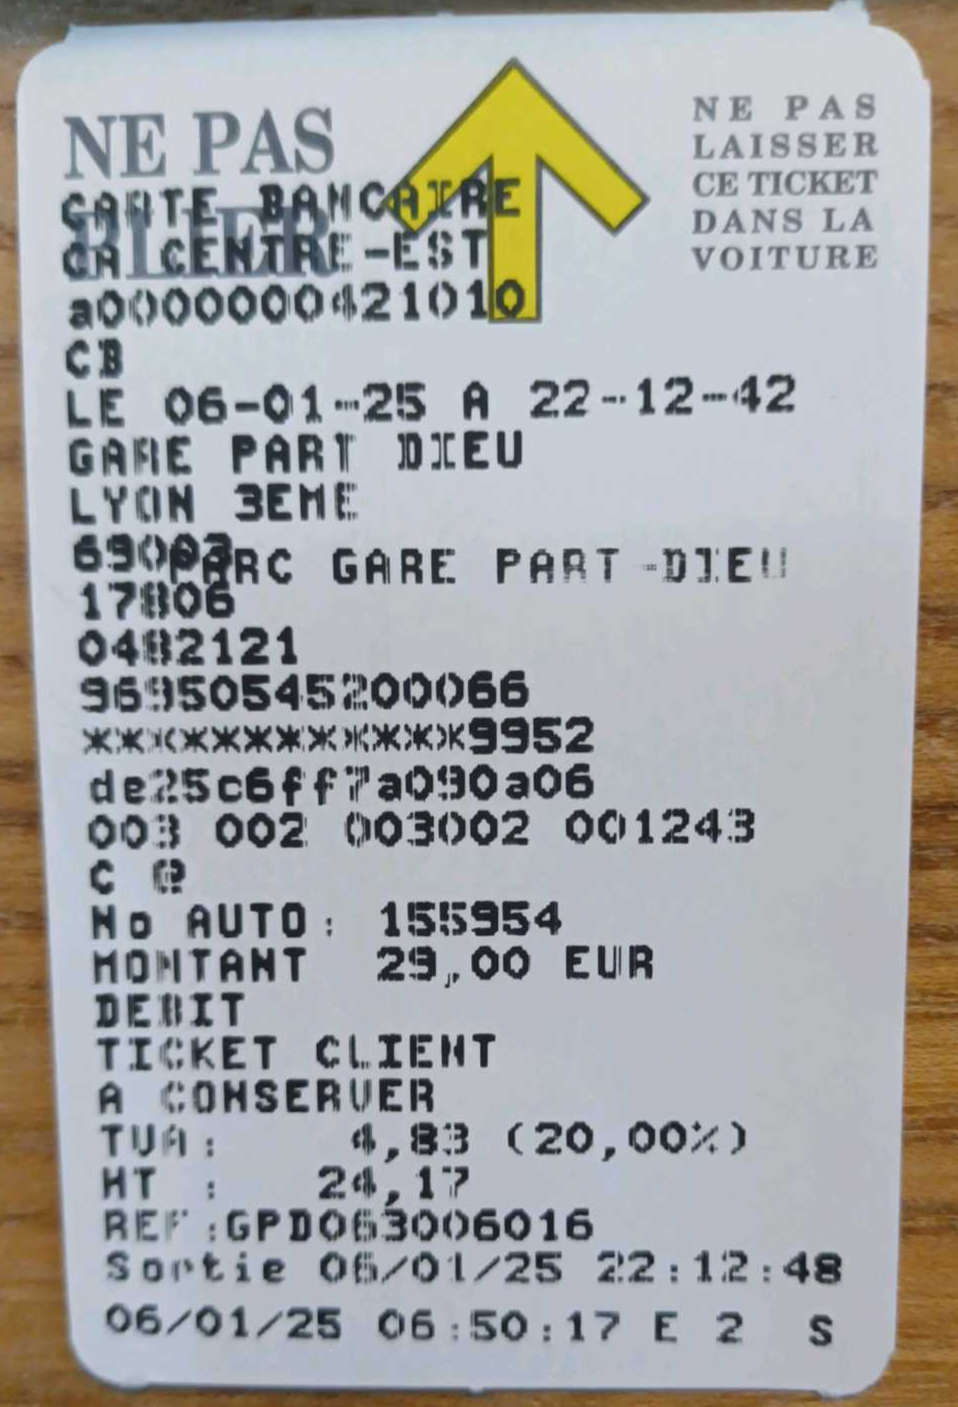 NE PAS
PLIER
NE PAS
LAISSER
CE TICKET
DANS LA
VOITURE
CARTE BANCAIRE
CA CENTRE-EST
a0000000421010
CB
LE 06-01-25 A 22-12-42
GARE PART DIEU
LYON 3EME
69003
PARC GARE PART-DIEU
17806
0482121
96950545200066
************9952
de25c6ff7a090a06
003 002 003002 001243
C @
No AUTO: 155954
MONTANT 29,00 EUR
DEBIT
TICKET CLIENT
A CONSERVER
TVA: 4,83 (20,00%)
HT : 24,17
REF:GPD063006016
Sortie 06/01/25 22:12:48
06/01/25 06:50:17 E 2 S